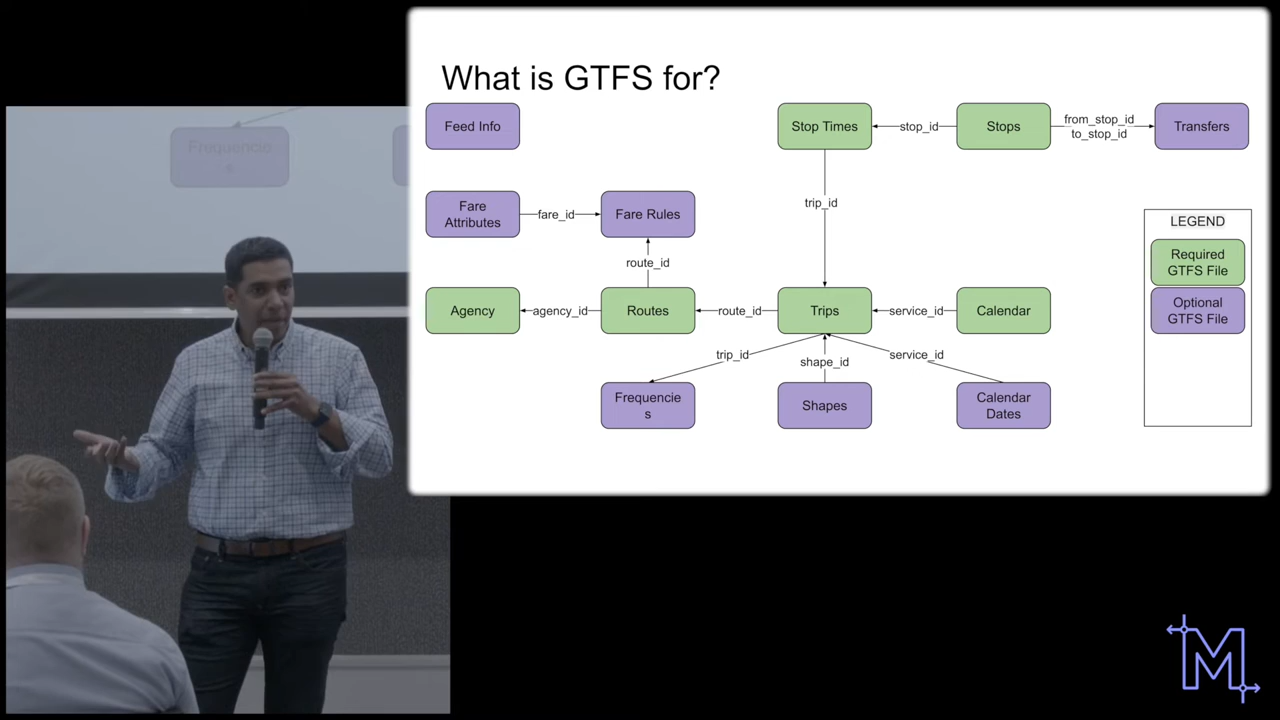 What is GTFS for?
Feed Info
Stop Times
stop_id
Stops
from_stop_id
to_stop_id
Transfers
trip_id
Fare
Attributes
fare_id
Fare Rules
route_id
LEGEND
Required
GTFS File
Optional
GTFS File
Agency
agency_id
Routes
route_id
Trips
service_id
Calendar
trip_id
shape_id
service_id
Frequencie
s
Shapes
Calendar
Dates
Frequencie
s
M